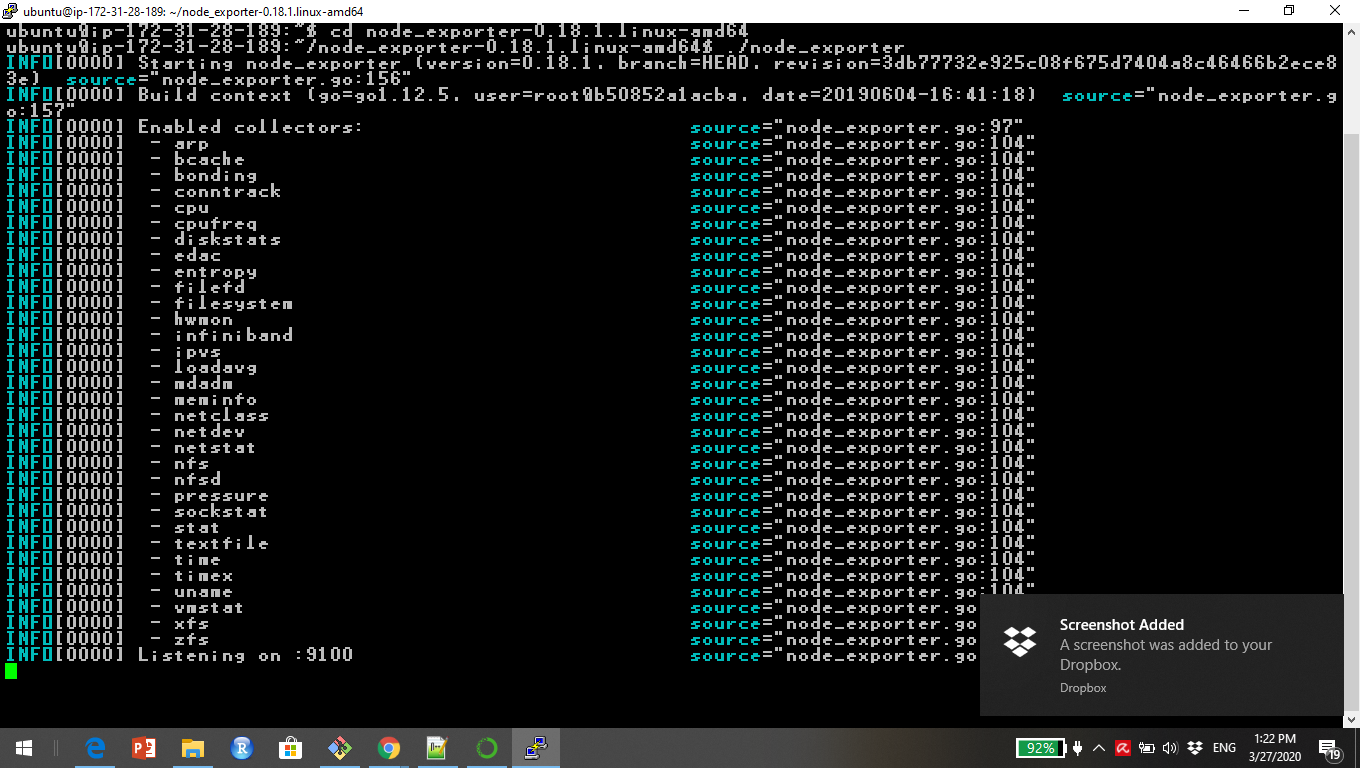 ubuntu@ip-172-31-28-189: ~/node_exporter-0.18.1.linux-amd64
ubuntu@ip-172-31-28-189:~$ cd node_exporter-0.18.1.linux-amd64
ubuntu@ip-172-31-28-189:~/node_exporter-0.18.1.linux-amd64$ ./node_exporter
INFO[0000] Starting node_exporter (version=0.18.1, branch=HEAD, revision=3db77732e925c08f675d7404a8c46466b2ece8
3e)  source="node_exporter.go:156"
INFO[0000] Build context (go=go1.12.5, user=root@b50852a1acba, date=20190604-16:41:18)  source="node_exporter.g
o:157"
INFO[0000] Enabled collectors: source="node_exporter.go:97"
INFO[0000]  - arp source="node_exporter.go:104"
INFO[0000]  - bcache source="node_exporter.go:104"
INFO[0000]  - bonding source="node_exporter.go:104"
INFO[0000]  - conntrack source="node_exporter.go:104"
INFO[0000]  - cpu source="node_exporter.go:104"
INFO[0000]  - cpufreq source="node_exporter.go:104"
INFO[0000]  - diskstats source="node_exporter.go:104"
INFO[0000]  - edac source="node_exporter.go:104"
INFO[0000]  - entropy source="node_exporter.go:104"
INFO[0000]  - filefd source="node_exporter.go:104"
INFO[0000]  - filesystem source="node_exporter.go:104"
INFO[0000]  - hwmon source="node_exporter.go:104"
INFO[0000]  - infiniband source="node_exporter.go:104"
INFO[0000]  - ipvs source="node_exporter.go:104"
INFO[0000]  - loadavg source="node_exporter.go:104"
INFO[0000]  - mdadm source="node_exporter.go:104"
INFO[0000]  - meminfo source="node_exporter.go:104"
INFO[0000]  - netclass source="node_exporter.go:104"
INFO[0000]  - netdev source="node_exporter.go:104"
INFO[0000]  - netstat source="node_exporter.go:104"
INFO[0000]  - nfs source="node_exporter.go:104"
INFO[0000]  - nfsd source="node_exporter.go:104"
INFO[0000]  - pressure source="node_exporter.go:104"
INFO[0000]  - sockstat source="node_exporter.go:104"
INFO[0000]  - stat source="node_exporter.go:104"
INFO[0000]  - textfile source="node_exporter.go:104"
INFO[0000]  - time source="node_exporter.go:104"
INFO[0000]  - timex source="node_exporter.go:104"
INFO[0000]  - uname source="node_exporter.go:104"
INFO[0000]  - vmstat source="node_exporter.go
INFO[0000]  - xfs source="node_exporter.go
INFO[0000]  - zfs source="node_exporter.go
INFO[0000] Listening on :9100 source="node_exporter.go
Screenshot Added
A screenshot was added to your
Dropbox.
Dropbox
92%
ENG
1:22 PM
3/27/2020
19